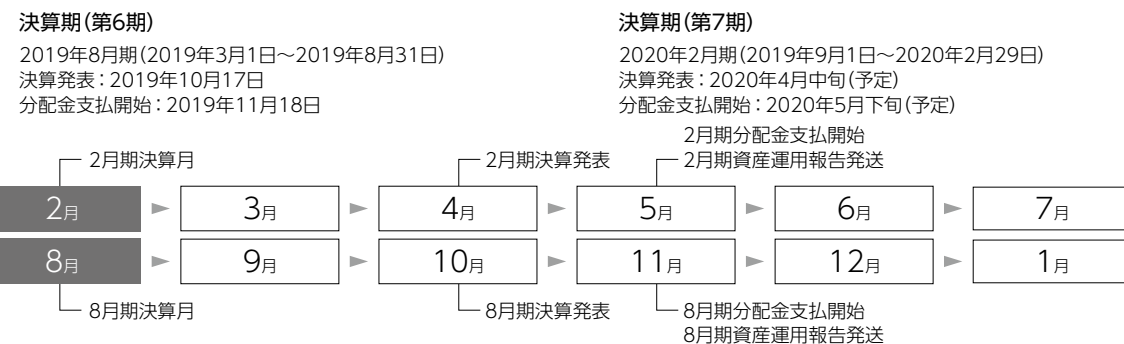 決算期(第6期)
2019年8月期(2019年3月1日～2019年8月31日)
決算発表：2019年10月17日
分配金支払開始：2019年11月18日
決算期(第7期)
2020年2月期(2019年9月1日～2020年2月29日)
決算発表：2020年4月中旬(予定)
分配金支払開始：2020年5月下旬(予定)
2月期決算月
2月期決算発表
2月期分配金支払開始
2月期資産運用報告発送
2月
3月
4月
5月
6月
7月
8月
9月
10月
11月
12月
1月
8月期決算月
8月期決算発表
8月期分配金支払開始
8月期資産運用報告発送